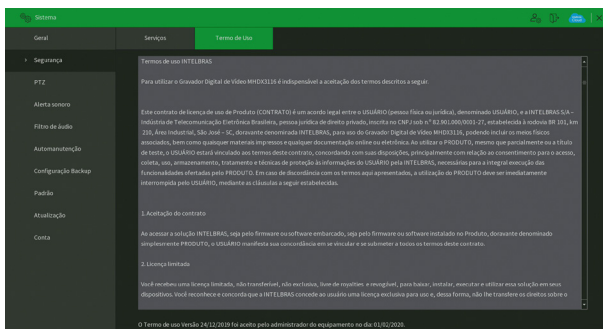 Sistema
Geral
Serviços
Termo de Uso
Segurança
PTZ
Alerta sonoro
Filtro de áudio
Automanutenção
Configuração Backup
Padrão
Atualização
Conta
Termos de uso INTELBRAS
Para utilizar o Gravador Digital de Vídeo MHDX3116 é indispensável a aceitação dos termos descritos a seguir.
Este contrato de licença de uso de Produto (CONTRATO) é um acordo legal entre o USUÁRIO (pessoa física ou jurídica), denominado USUÁRIO, e a INTELBRAS S/A –
Indústria de Telecomunicação Eletrônica Brasileira, pessoa jurídica de direito privado, inscrita no CNPJ sob n.º 82.901.000/0001-27, estabelecida à rodovia BR 101, km
210, Área Industrial, São José – SC, doravante denominada INTELBRAS, para uso do Gravador Digital de Vídeo MHDX3116, podendo incluir os meios físicos
associados, bem como quaisquer materiais impressos e qualquer documentação online ou eletrônica. Ao utilizar o PRODUTO, mesmo que parcialmente ou a título
de teste, o USUÁRIO estará vinculado aos termos deste contrato, concordando com suas disposições, principalmente com relação ao consentimento para o acesso,
coleta, uso, armazenamento, tratamento e técnicas de proteção às informações do USUÁRIO pela INTELBRAS, necessárias para a integral execução das
funcionalidades ofertadas pelo PRODUTO. Em caso de discordância com os termos aqui apresentados, a utilização do PRODUTO deve ser imediatamente
interrompida pelo USUÁRIO, mediante as cláusulas a seguir estabelecidas.
1. Aceitação do contrato
Ao acessar a solução INTELBRAS, seja pelo firmware ou software embarcado, seja pelo firmware ou software instalado no Produto, doravante denominado
simplesmente PRODUTO, o USUÁRIO manifesta sua concordância em se vincular e se submeter a todos os termos deste contrato.
2. Licença limitada
Você recebeu uma licença limitada, não transferível, não exclusiva, livre de royalties e revogável, para baixar, instalar, executar e utilizar essa solução em seus
dispositivos. Você reconhece e concorda que a INTELBRAS concede ao usuário uma licença exclusiva para uso e, dessa forma, não lhe transfere os direitos sobre o
O Termo de uso Versão 24/12/2019 foi aceito pelo administrador do equipamento no dia: 01/02/2020.